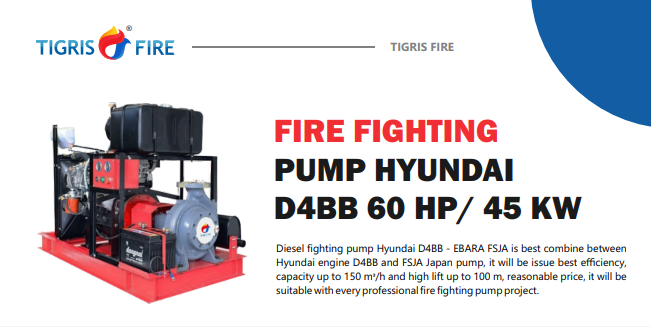 TIGRIS FIRE ®
TIGRIS FIRE
FIRE FIGHTING
PUMP HYUNDAI
D4BB 60 HP/ 45 KW
Diesel fighting pump Hyundai D4BB - EBARA FSJA is best combine between
Hyundai engine D4BB and FSJA Japan pump, it will be issue best efficiency,
capacity up to 150 m³/h and high lift up to 100 m, reasonable price, it will be
suitable with every professional fire fighting pump project.